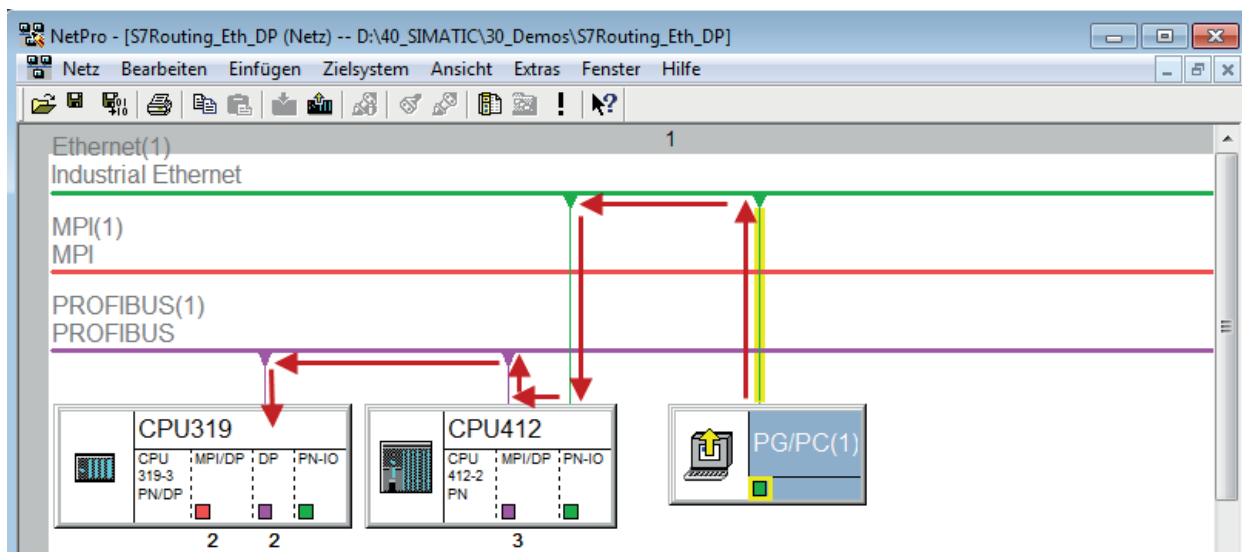 NetPro - [S7Routing_Eth_DP (Netz) -- D:\40_SIMATIC\30_Demos\S7Routing_Eth_DP]
Netz Bearbeiten Einfügen Zielsystem Ansicht Extras Fenster Hilfe
1
Ethernet(1)
Industrial Ethernet
MPI(1)
MPI
PROFIBUS(1)
PROFIBUS
CPU319
CPU 319-3 PN/DP
MPI/DP
DP
PN-IO
2 2
CPU412
CPU 412-2 PN
MPI/DP
PN-IO
3
PG/PC(1)